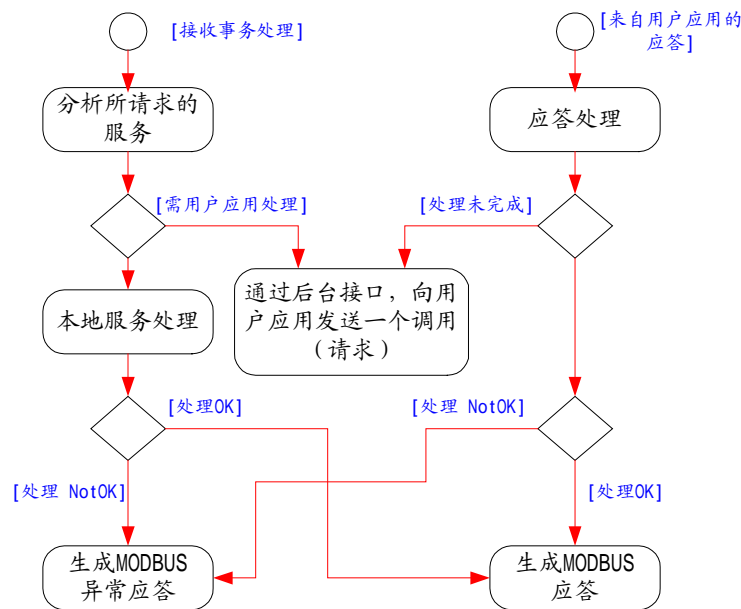 [接收事务处理]
[来自用户应用的
应答]
分析所请求的
服务
应答处理
[需用户应用处理]
[处理未完成]
本地服务处理
通过后台接口，向用
户应用发送一个调用
（请求）
[处理OK]
[处理 NotOK]
[处理 NotOK]
[处理OK]
生成MODBUS
异常应答
生成MODBUS
应答